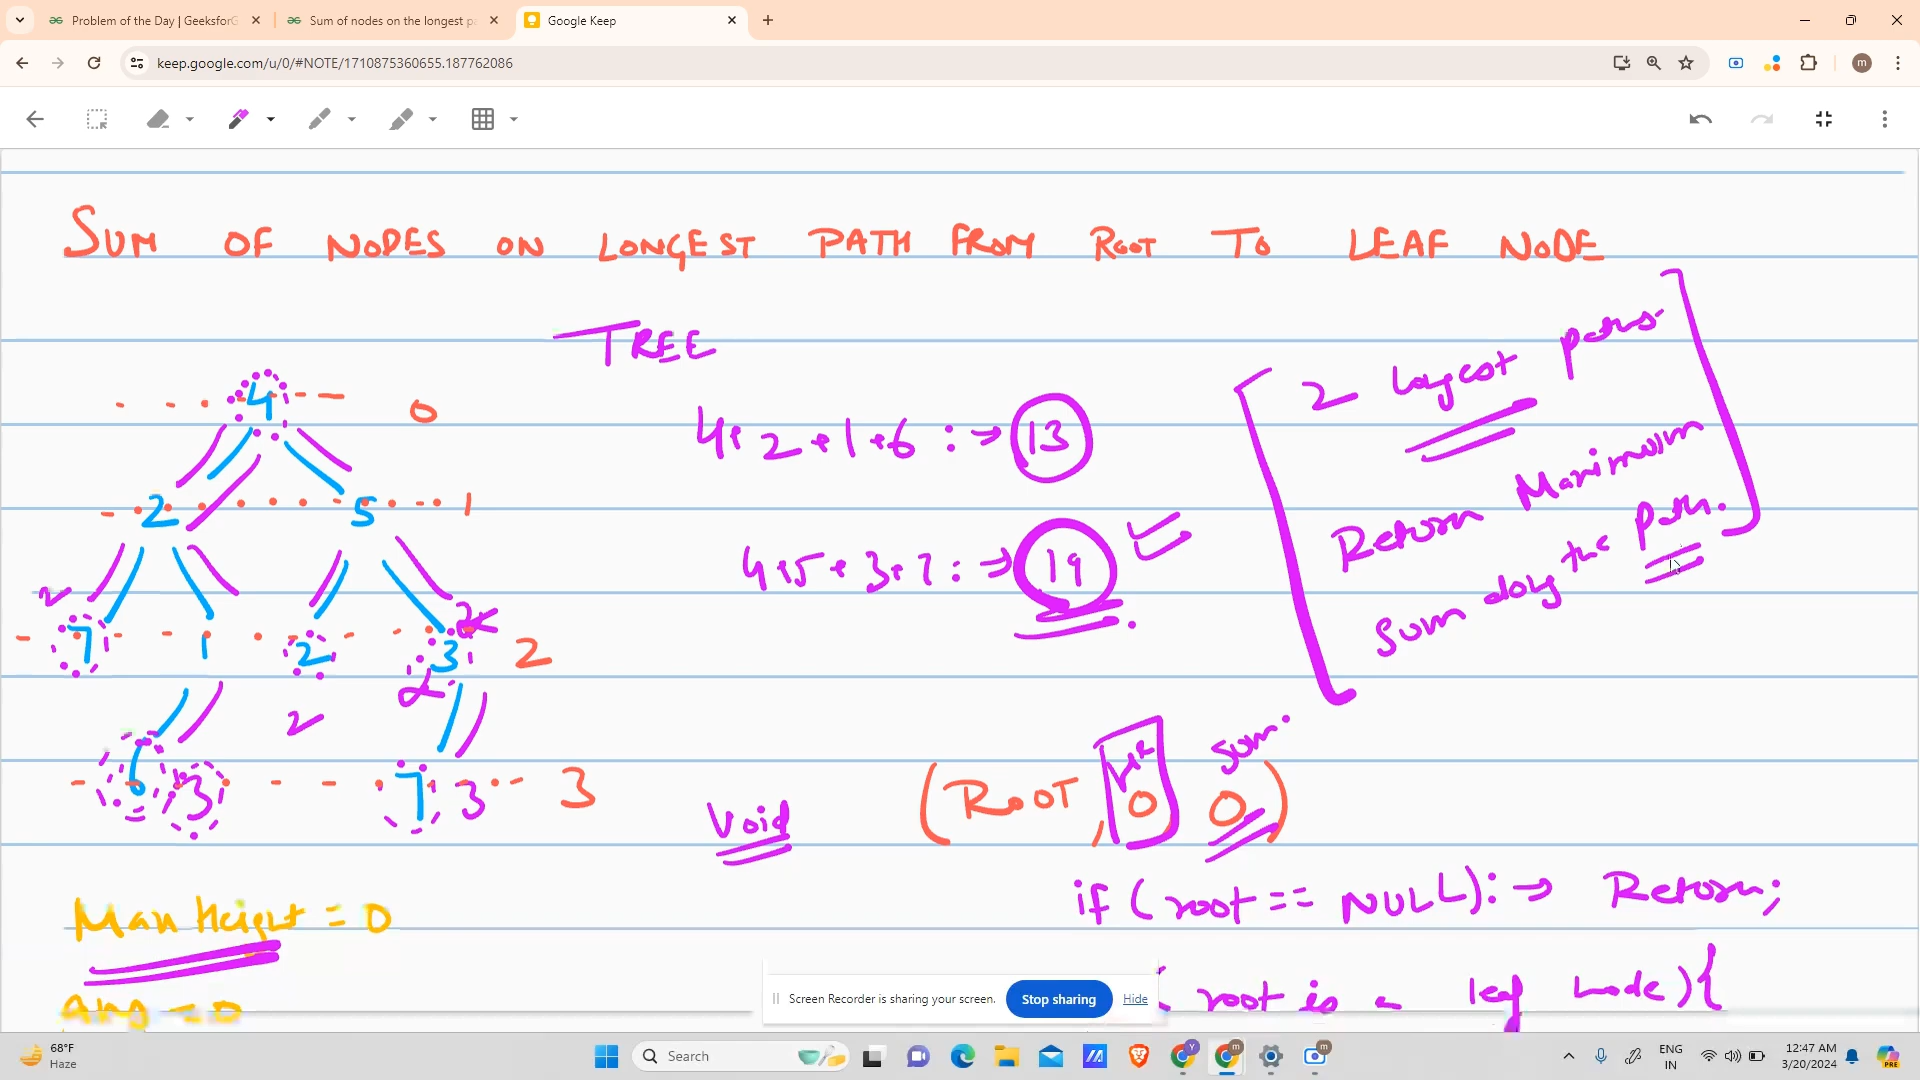 Problem of the Day | GeeksforG
Sum of nodes on the longest pa
Google Keep
keep.google.com/u/0/#NOTE/1710875360655.187762086
m
SUM OF NODES ON LONGEST PATH FROM ROOT TO LEAF NODE
TREE
2 longest paths.
Return Maximum
Sum along the path.
4 0
4+2+1+6 :→ 13
2 5 1
4+5+3+7 :→ 19
7 1 2 3 2
2
6 3 7 3 3
sum
Void
(ROOT, 0, 0)
if (root == NULL) :→ Return;
Max Height = 0
root is a leaf node){
ans = 0
Screen Recorder is sharing your screen.
Stop sharing
Hide
68°F
Haze
Search
ENG
IN
12:47 AM
3/20/2024
PRE